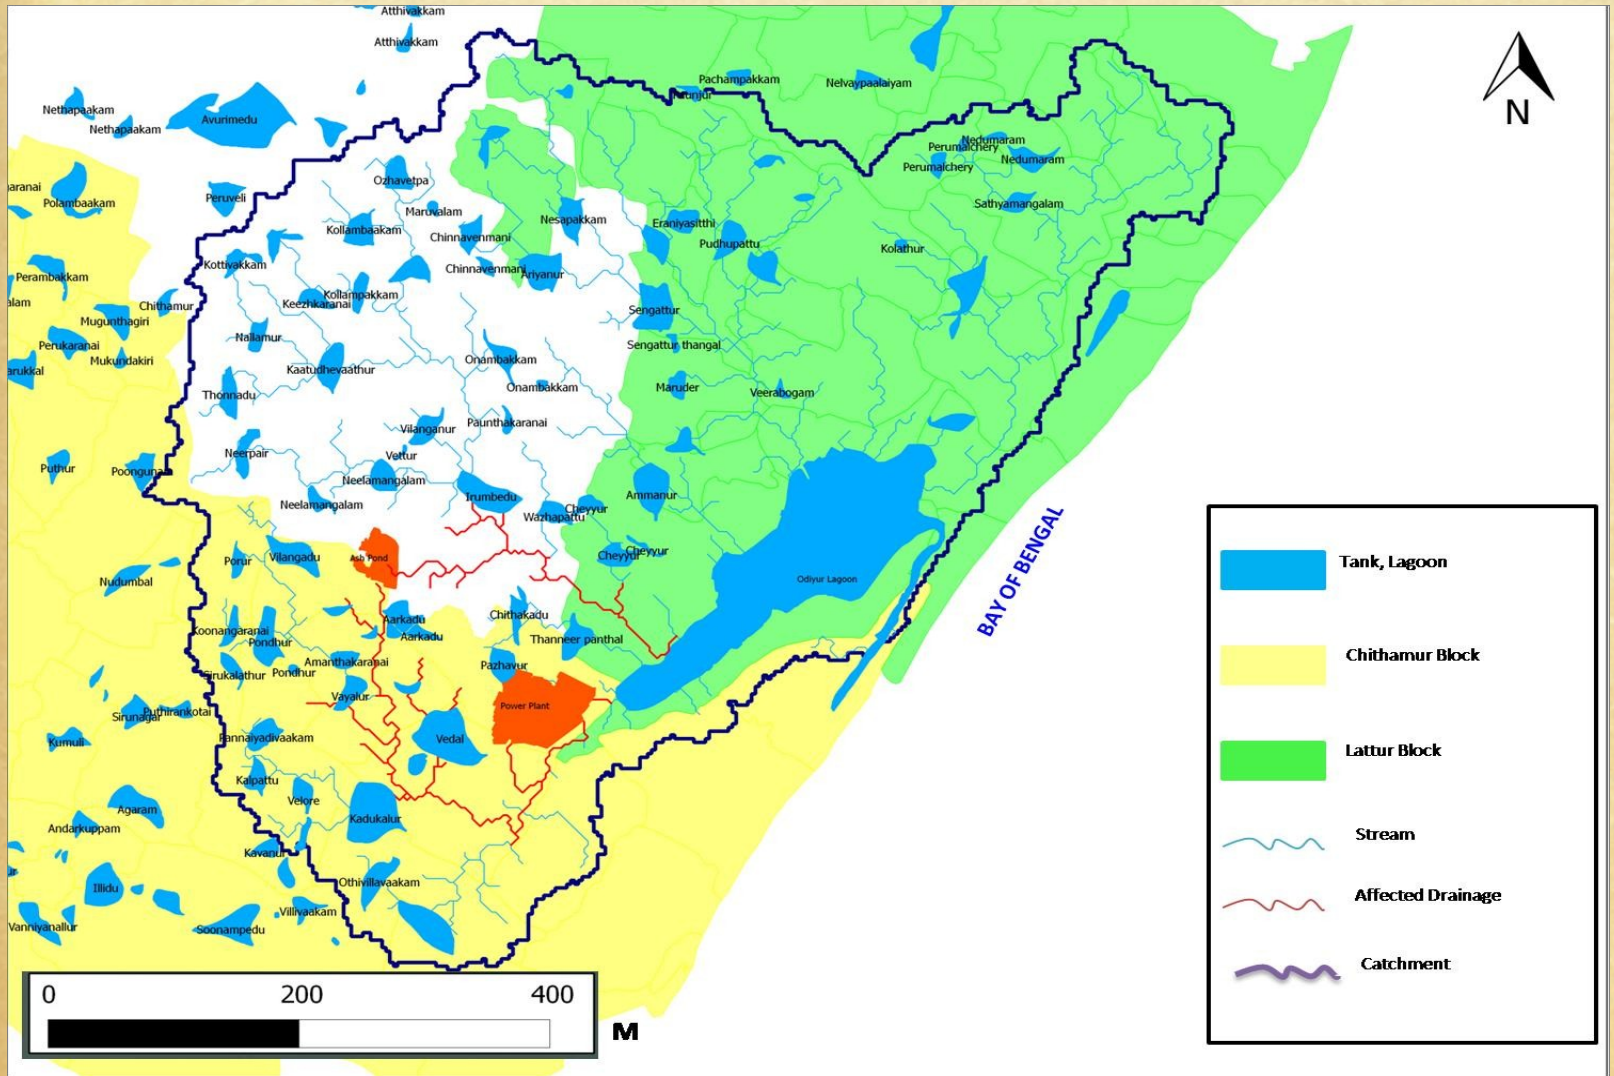 Atthivakkam
Atthivakkam
Pachampakkam
Nelvaypaalaiyam
Nethapaakam
Nethapaakam
Avurimedu
Nedumaram
Perumalchery
Nedumaram
Perumalchery
Ozhavetpa
Polambaakam
Peruveli
Maruvalam
Sathyamangalam
Kollambaakam
Chinnavenmani
Nesapakkam
Eraniyasitthi
Pudhupattu
Kolathur
Kottivakkam
Chinnavenmani
Ariyanur
Perambakkam
Kollampakkam
Keezhkaranai
Chithamur
Sengattur
Mugunthagiri
Nallamur
Perukaranai
Sengattur thangal
Mukundakiri
Onambakkam
Kaatudhevaathur
Onambakkam
Maruder
Veerabogam
Thonnadu
Paunthakaranai
Vilanganur
Neerpair
Vettur
Puthur
Neelamangalam
Irumbedu
Ammanur
Neelamangalam
Cheyyur
Wazhapattu
Cheyyur
Cheyyur
Ash Pond
Vilangadu
Porur
Nudumbal
Odiyur Lagoon
BAY OF BENGAL
Chithakadu
Aarkadu
Aarkadu
Koonangaranai
Pondhur
Thanneer panthal
Amanthakaranai
Pazhavur
Sirukalathur
Pondhur
Vayalur
Power Plant
Sirunagar
Puthirankotai
Kumuli
Pannaiyadivaakam
Vedal
Kalpattu
Velore
Agaram
Andarkuppam
Kadukalur
Kavanur
Othivillavaakam
Illidu
Villivaakam
Vanniyanallur
Soonampedu
0
200
400
M
N
Tank, Lagoon
Chithamur Block
Lattur Block
Stream
Affected Drainage
Catchment